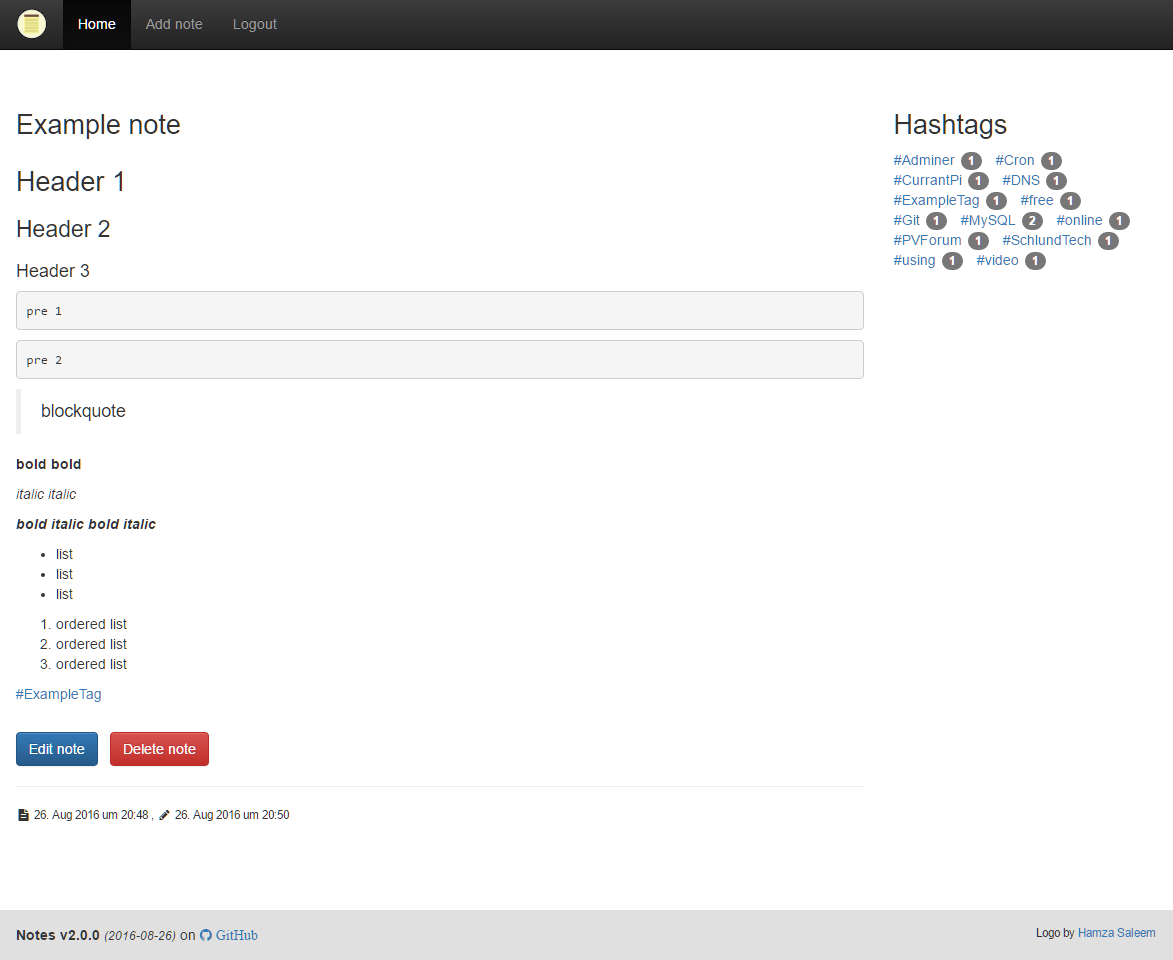 Home Add note Logout
Example note
Header 1
Header 2
Header 3
pre 1
pre 2
blockquote
bold bold
italic italic
bold italic bold italic
• list
• list
• list
1. ordered list
2. ordered list
3. ordered list
#ExampleTag
Edit note Delete note
26. Aug 2016 um 20:48 , 26. Aug 2016 um 20:50
Hashtags
#Adminer 1 #Cron 1
#CurrantPi 1 #DNS 1
#ExampleTag 1 #free 1
#Git 1 #MySQL 2 #online 1
#PVForum 1 #SchlundTech 1
#using 1 #video 1
Notes v2.0.0 (2016-08-26) on GitHub
Logo by Hamza Saleem